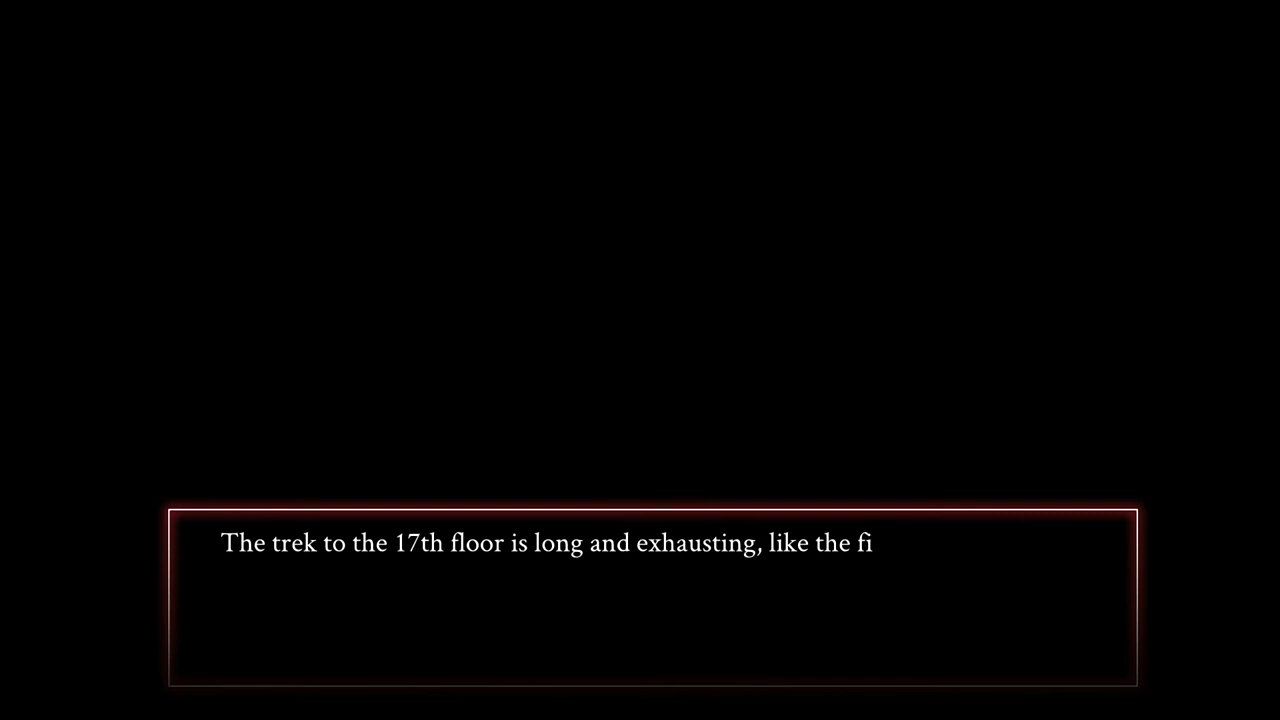 The trek to the 17th floor is long and exhausting, like the fi